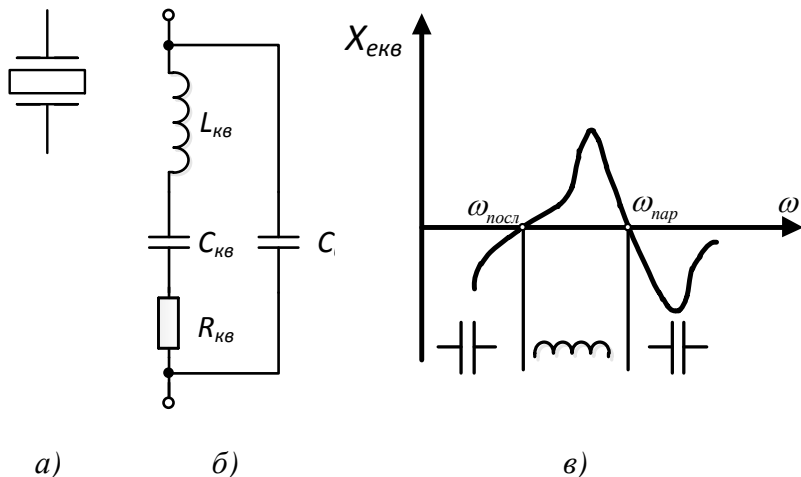 X_екв
L_кв
ω_посл
ω_пар
ω
C_кв
C
R_кв
а)
б)
в)